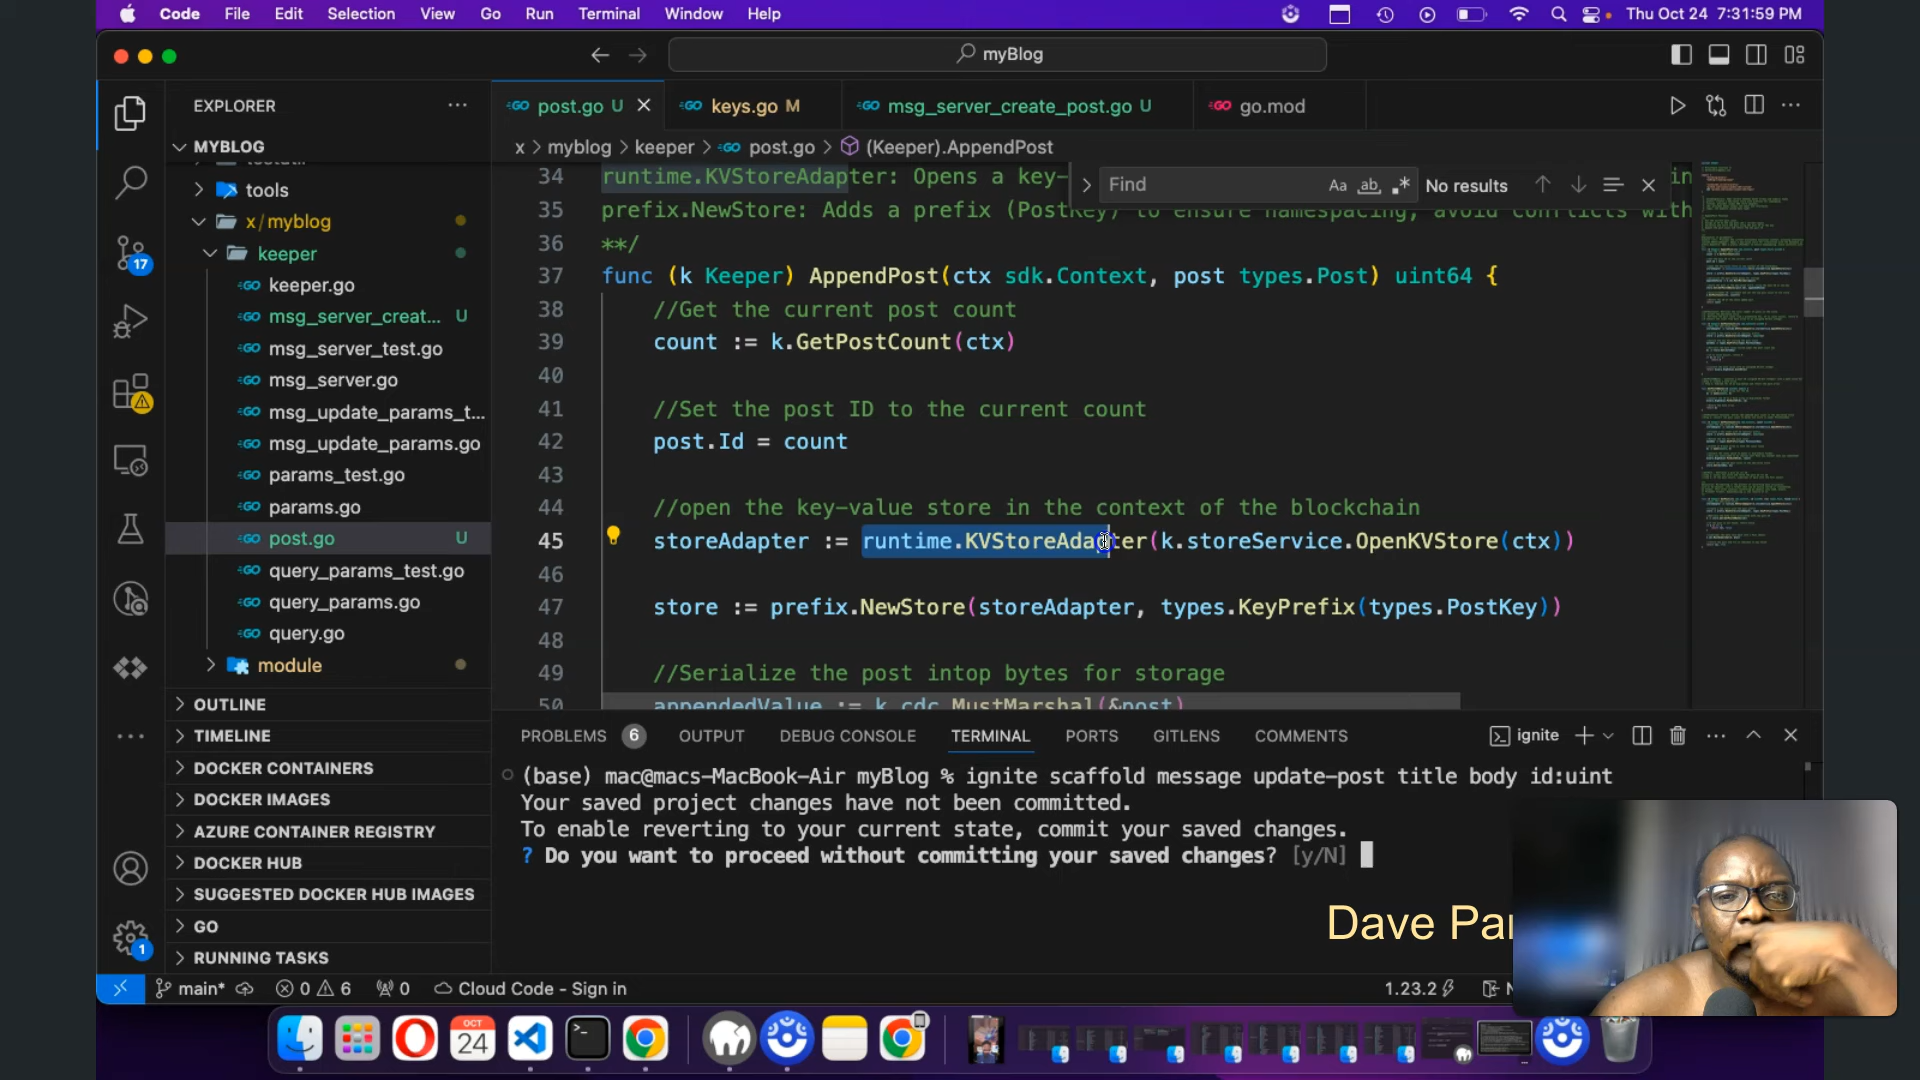 Code File Edit Selection View Go Run Terminal Window Help Thu Oct 24 7:31:59 PM
myBlog
EXPLORER
MYBLOG
tools
x / myblog
keeper
keeper.go
msg_server_creat... U
msg_server_test.go
msg_server.go
msg_update_params_t...
msg_update_params.go
params_test.go
params.go
post.go U
query_params_test.go
query_params.go
query.go
module
OUTLINE
TIMELINE
DOCKER CONTAINERS
DOCKER IMAGES
AZURE CONTAINER REGISTRY
DOCKER HUB
SUGGESTED DOCKER HUB IMAGES
GO
RUNNING TASKS
17
1
post.go U keys.go M msg_server_create_post.go U go.mod
x > myblog > keeper > post.go > (Keeper).AppendPost
Find Aa ab No results
34 runtime.KVStoreAdapter: Opens a key-
35 prefix.NewStore: Adds a prefix (PostKey) to ensure namespacing, avoid conflicts with
36 **/
37 func (k Keeper) AppendPost(ctx sdk.Context, post types.Post) uint64 {
38 //Get the current post count
39 count := k.GetPostCount(ctx)
40
41 //Set the post ID to the current count
42 post.Id = count
43
44 //open the key-value store in the context of the blockchain
45 storeAdapter := runtime.KVStoreAdapter(k.storeService.OpenKVStore(ctx))
46
47 store := prefix.NewStore(storeAdapter, types.KeyPrefix(types.PostKey))
48
49 //Serialize the post intop bytes for storage
50 appendedValue := k.cdc.MustMarshal(&post)
PROBLEMS 6 OUTPUT DEBUG CONSOLE TERMINAL PORTS GITLENS COMMENTS ignite
(base) mac@macs-MacBook-Air myBlog % ignite scaffold message update-post title body id:uint
Your saved project changes have not been committed.
To enable reverting to your current state, commit your saved changes.
? Do you want to proceed without committing your saved changes? [y/N]
Dave Par
main* 0 6 0 Cloud Code - Sign in 1.23.2
OCT
24